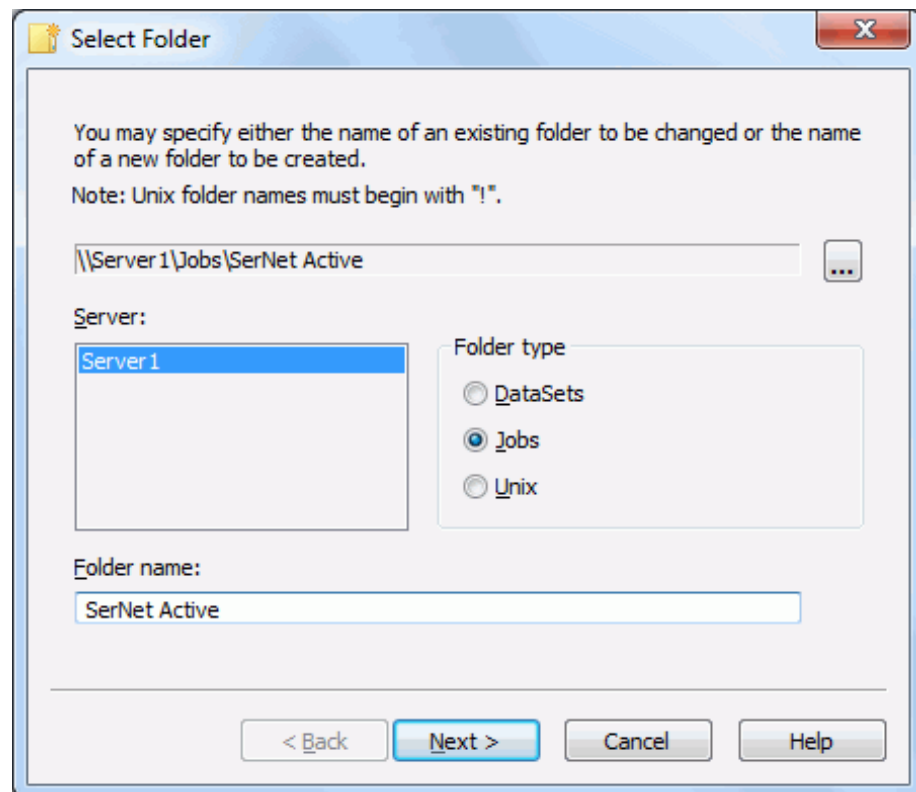 Select Folder
You may specify either the name of an existing folder to be changed or the name
of a new folder to be created.
Note: Unix folder names must begin with "!".
\\Server1\Jobs\SerNet Active
...
Server:
Server1
Folder type
DataSets
Jobs
Unix
Folder name:
SerNet Active
< Back
Next >
Cancel
Help